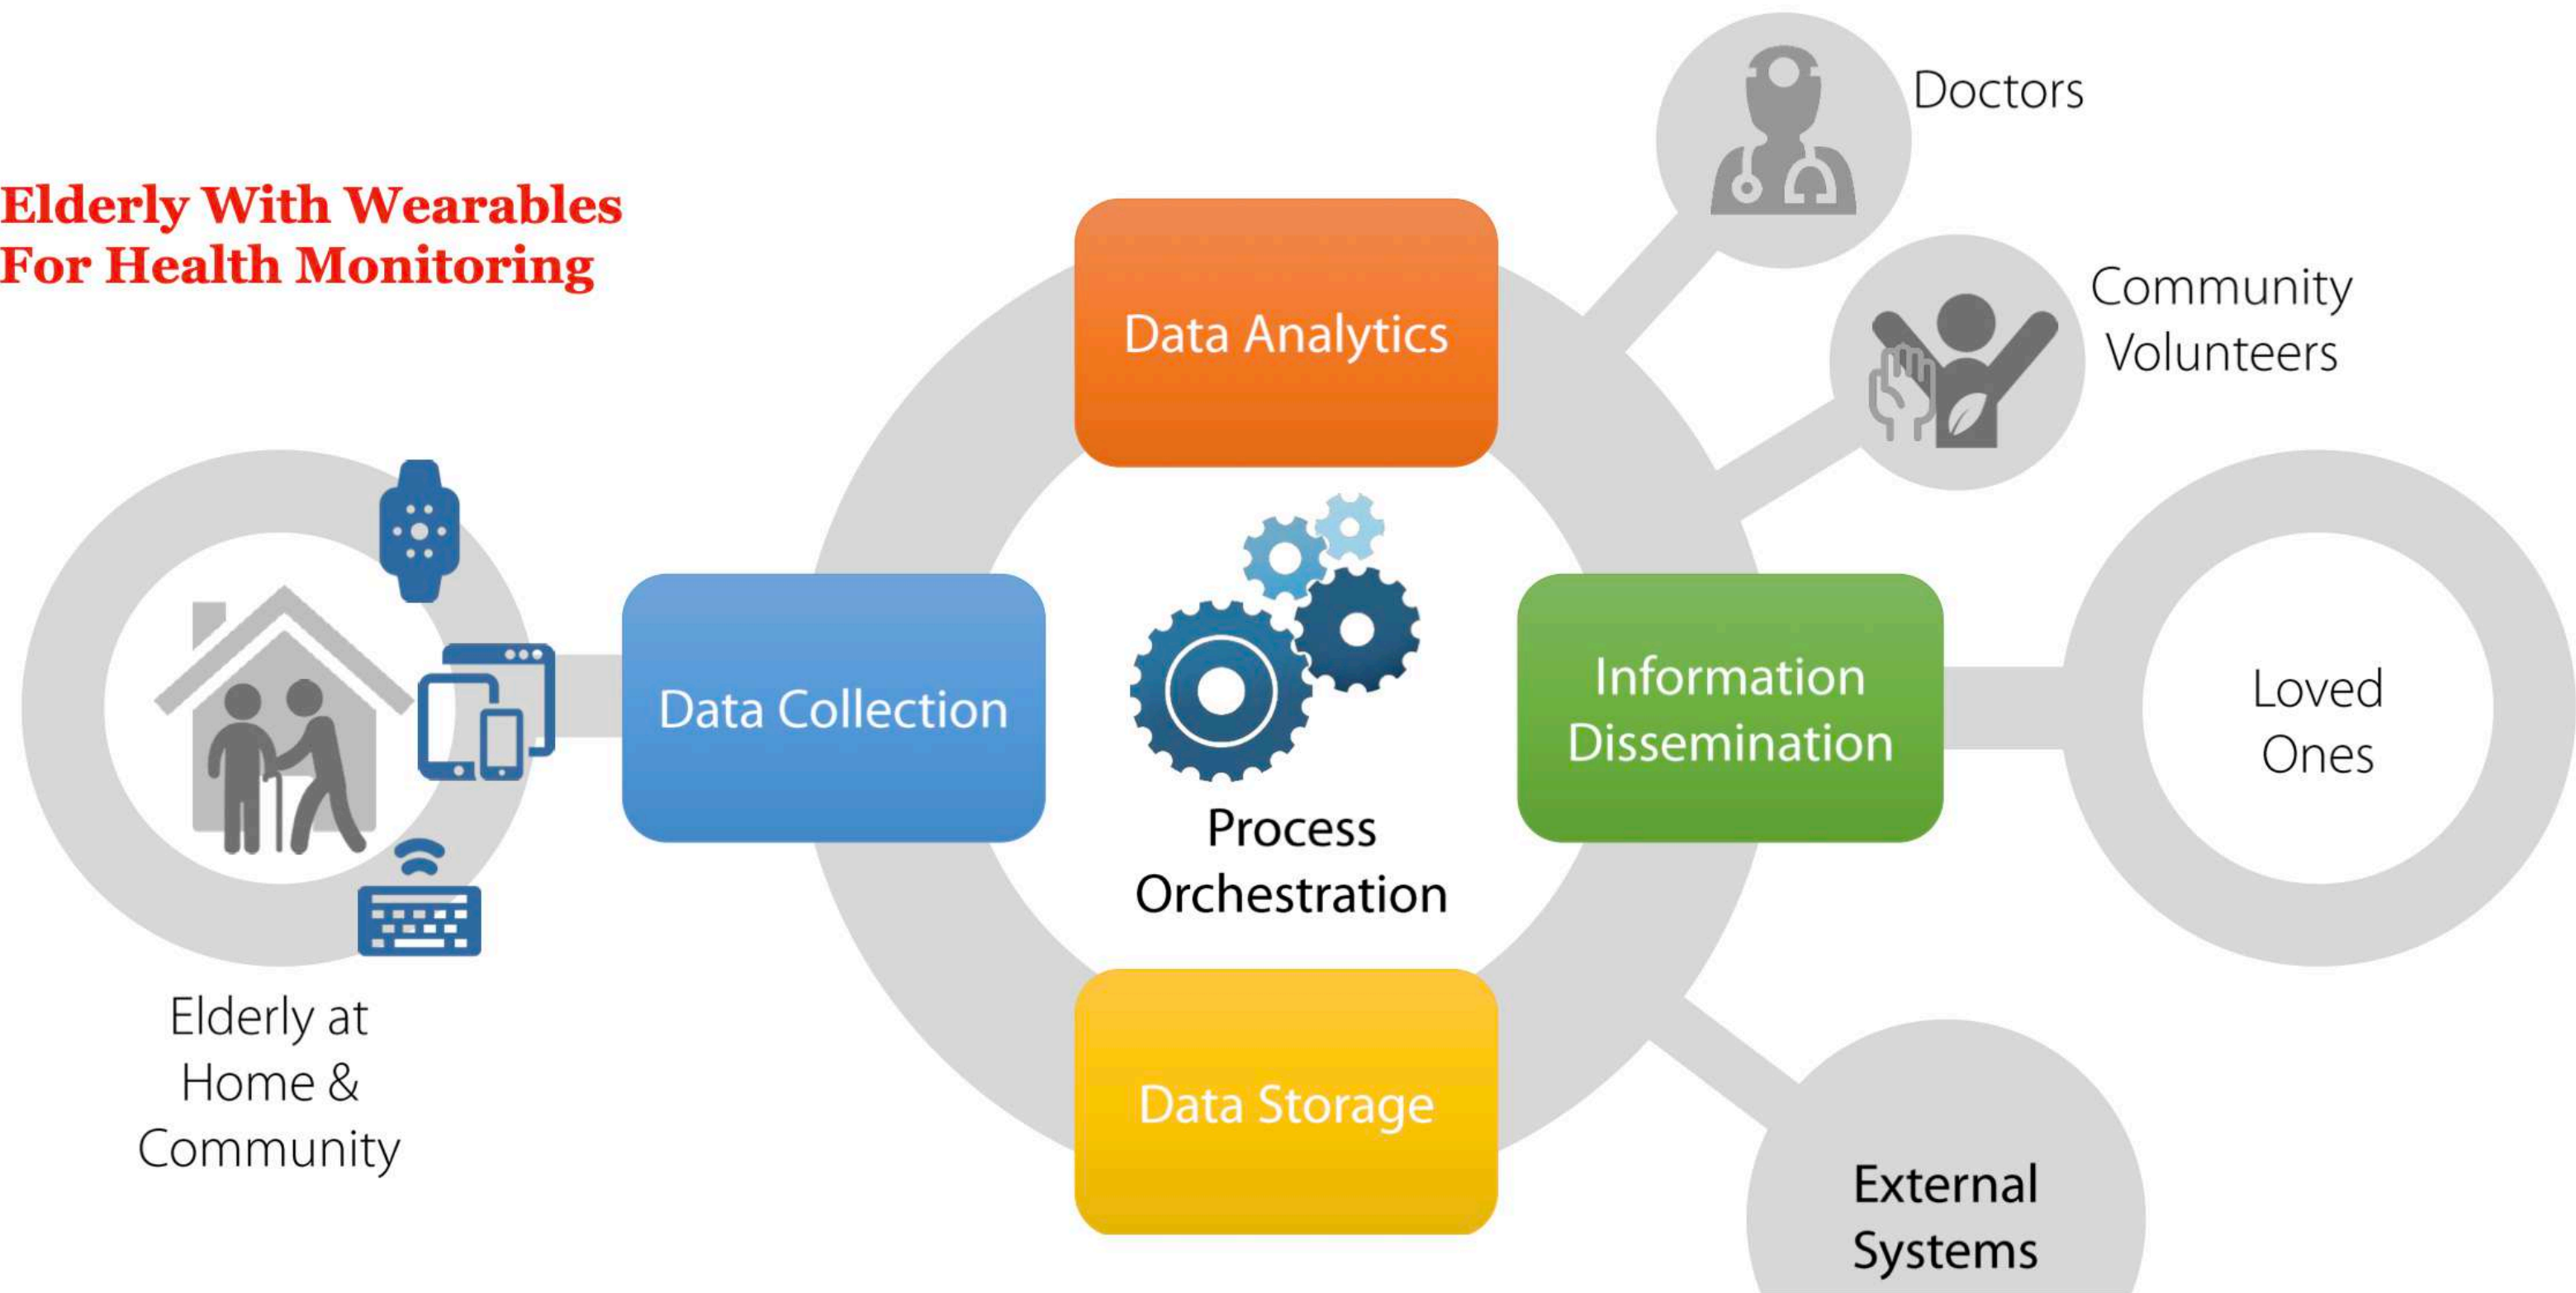 Elderly With Wearables
For Health Monitoring
Doctors
Community
Volunteers
Data Analytics
Data Collection
Process
Orchestration
Information
Dissemination
Loved
Ones
Elderly at
Home &
Community
Data Storage
External
Systems